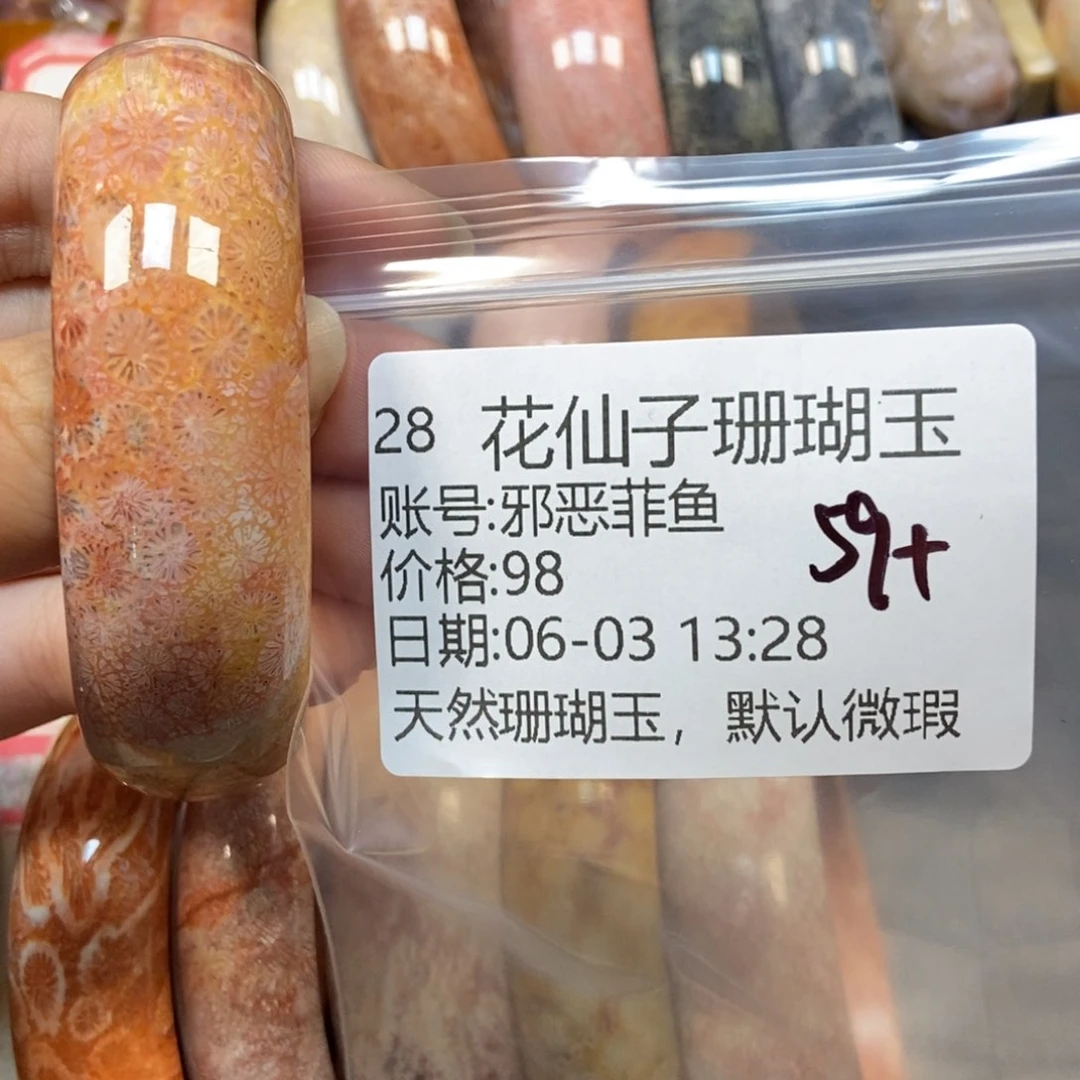 28 花仙子珊瑚玉
账号:邪恶菲鱼
59+
价格:98
日期:06-03 13:28
天然珊瑚玉，默认微瑕